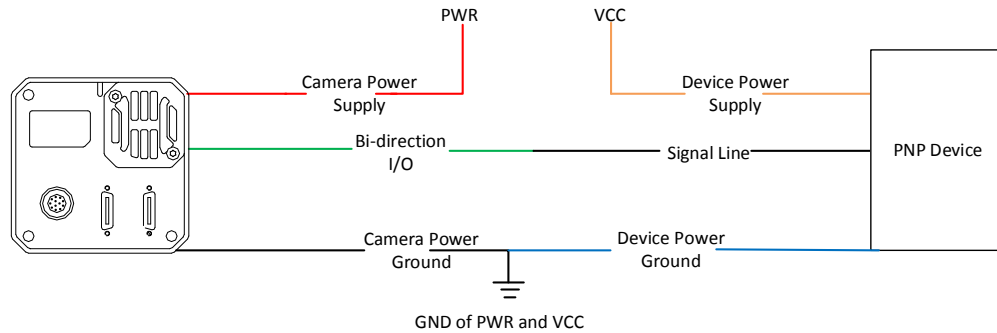 PWR
VCC
Camera Power
Supply
Device Power
Supply
Bi-direction
I/O
Signal Line
PNP Device
Camera Power
Ground
Device Power
Ground
GND of PWR and VCC